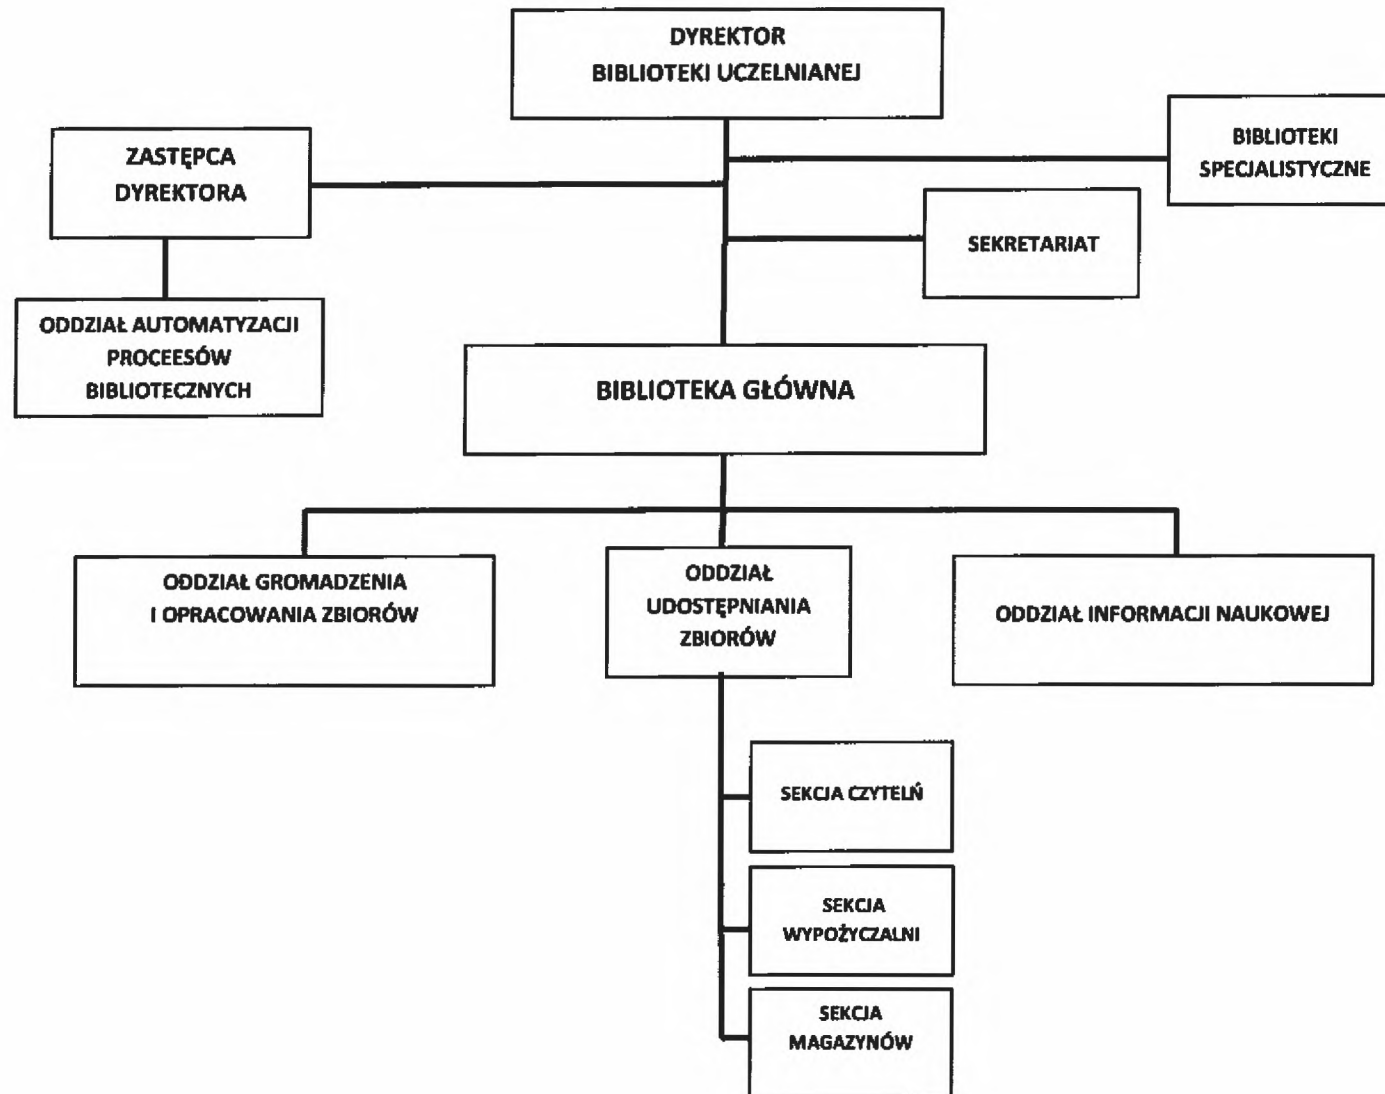 DYREKTOR
BIBLIOTEKI UCZELNIANEJ
BIBLIOTEKI
SPECJALISTYCZNE
ZASTĘPCA
DYREKTORA
SEKRETARIAT
ODDZIAŁ AUTOMATYZACJI
PROCEESÓW
BIBLIOTECZNYCH
BIBLIOTEKA GŁÓWNA
ODDZIAŁ GROMADZENIA
I OPRACOWANIA ZBIORÓW
ODDZIAŁ
UDOSTĘPNIANIA
ZBIORÓW
ODDZIAŁ INFORMACJI NAUKOWEJ
SEKCJA CZYTELŃ
SEKCJA
WYPOŻYCZALNI
SEKCJA
MAGAZYNÓW